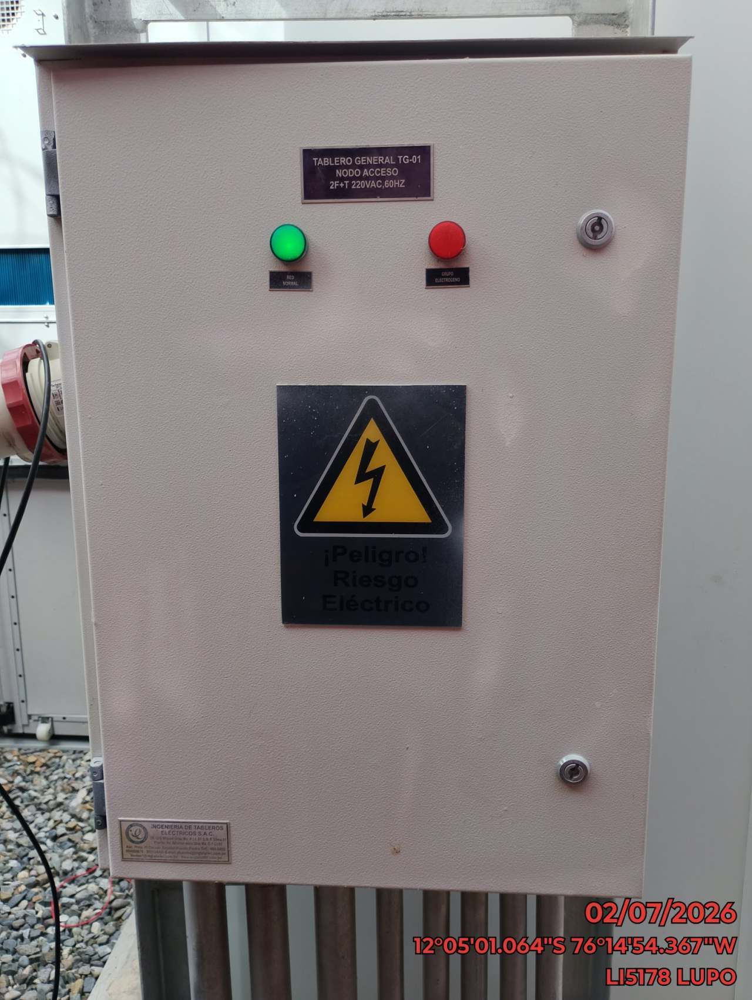 TABLERO GENERAL TG-01
NODO ACCESO
2F+T 220VAC,60HZ
RED
NORMAL
GRUPO
ELECTROGENO
¡Peligro!
Riesgo
Eléctrico
INGENIERIA DE TABLEROS
ELECTRICOS S.A.C.
02/07/2026
12°05'01.064"S 76°14'54.367"W
LI5178 LUPO